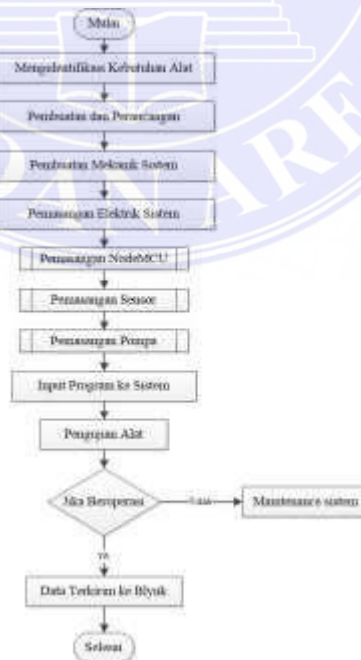 Mulai
Mengidentifikasi Kebutuhan Alat
Pembuatan dan Perancangan
Pembuatan Mekanik Sistem
Pemasangan Elektrik Sistem
Pemasangan NodeMCU
Pemasangan Sensor
Pemasangan Pompa
Input Program ke Sistem
Pengujian Alat
Jika Beroperasi
Maintenance sistem
ya
Data Terkirim ke Blynk
Selesai